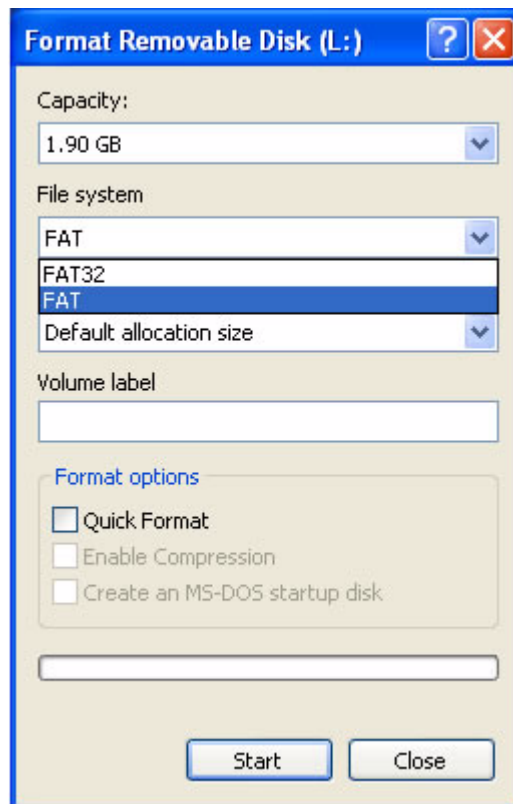 Format Removable Disk (L:)
Capacity:
1.90 GB
File system
FAT
FAT32
FAT
Default allocation size
Volume label
Format options
Quick Format
Enable Compression
Create an MS-DOS startup disk
Start Close